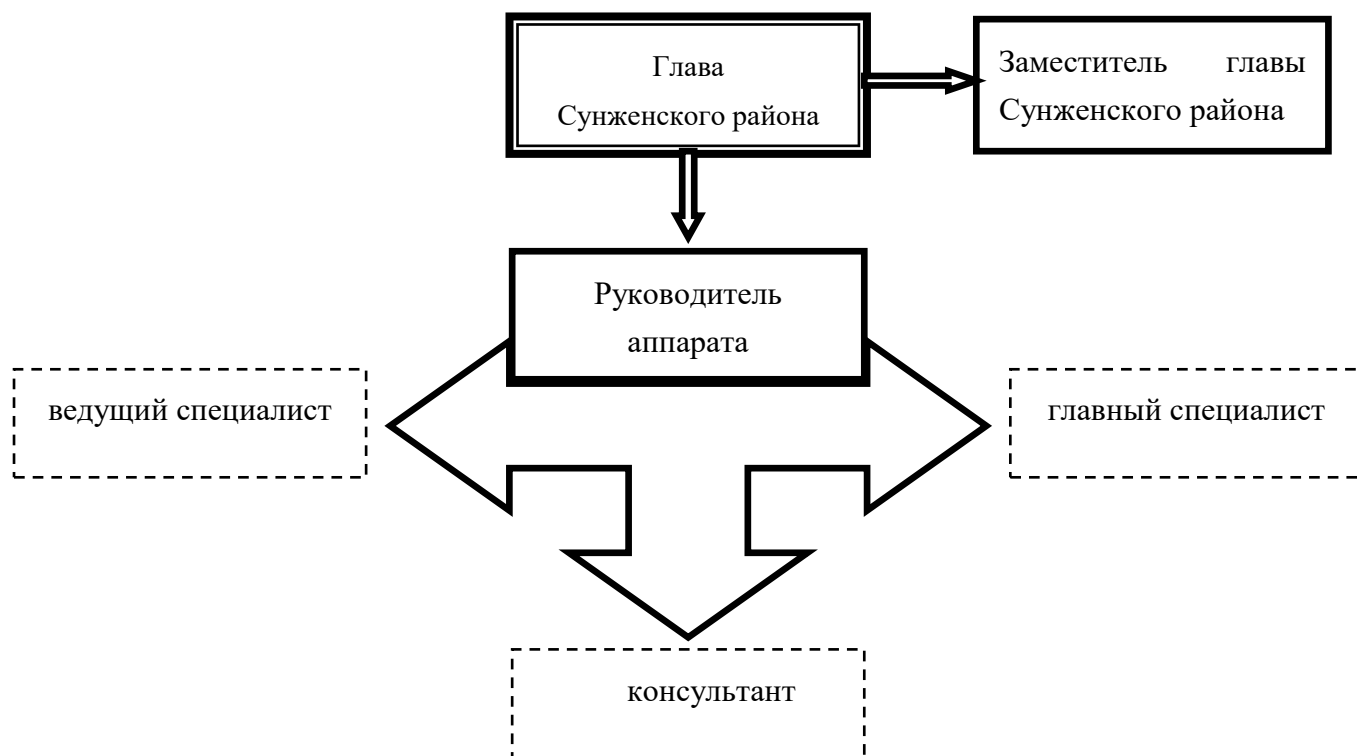 Глава
Сунженского района
Заместитель главы
Сунженского района
Руководитель
аппарата
ведущий специалист
главный специалист
консультант